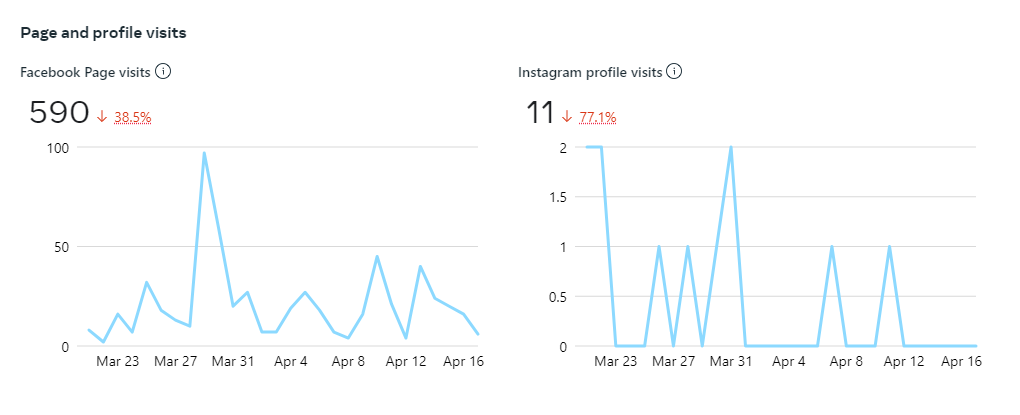 Page and profile visits
Facebook Page visits
590 ↓ 38.5%
100
50
0
Mar 23 Mar 27 Mar 31 Apr 4 Apr 8 Apr 12 Apr 16
Instagram profile visits
11 ↓ 77.1%
2
1.5
1
0.5
0
Mar 23 Mar 27 Mar 31 Apr 4 Apr 8 Apr 12 Apr 16